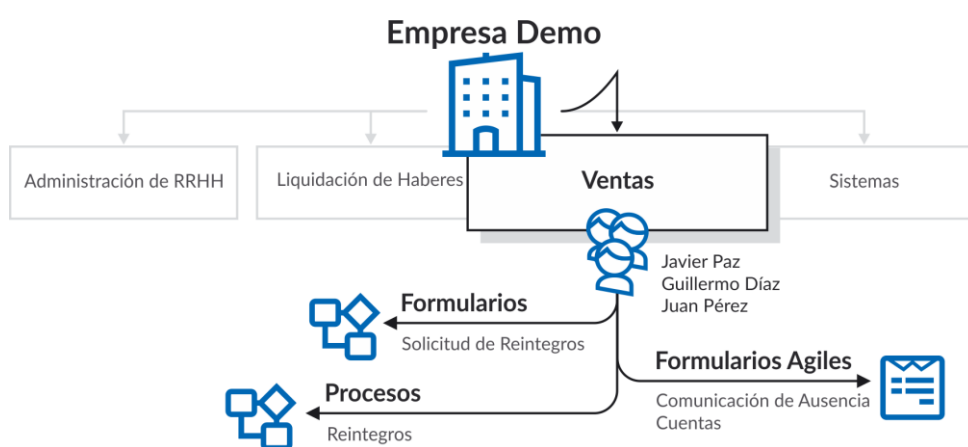 Empresa Demo
Administración de RRHH
Liquidación de Haberes
Ventas
Sistemas
Javier Paz
Guillermo Díaz
Juan Pérez
Formularios
Solicitud de Reintegros
Formularios Agiles
Comunicación de Ausencia
Cuentas
Procesos
Reintegros